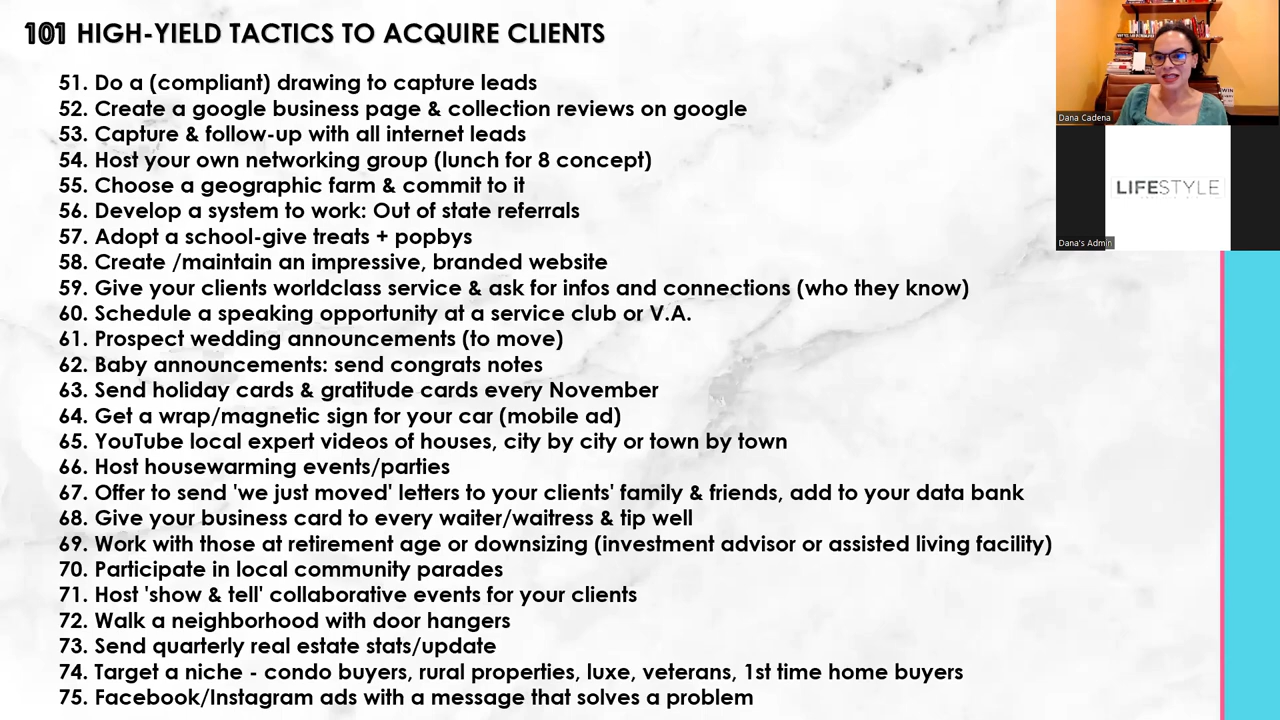 101 HIGH-YIELD TACTICS TO ACQUIRE CLIENTS
51. Do a (compliant) drawing to capture leads
52. Create a google business page & collection reviews on google
53. Capture & follow-up with all internet leads
54. Host your own networking group (lunch for 8 concept)
55. Choose a geographic farm & commit to it
56. Develop a system to work: Out of state referrals
57. Adopt a school-give treats + popbys
58. Create /maintain an impressive, branded website
59. Give your clients worldclass service & ask for infos and connections (who they know)
60. Schedule a speaking opportunity at a service club or V.A.
61. Prospect wedding announcements (to move)
62. Baby announcements: send congrats notes
63. Send holiday cards & gratitude cards every November
64. Get a wrap/magnetic sign for your car (mobile ad)
65. YouTube local expert videos of houses, city by city or town by town
66. Host housewarming events/parties
67. Offer to send 'we just moved' letters to your clients' family & friends, add to your data bank
68. Give your business card to every waiter/waitress & tip well
69. Work with those at retirement age or downsizing (investment advisor or assisted living facility)
70. Participate in local community parades
71. Host 'show & tell' collaborative events for your clients
72. Walk a neighborhood with door hangers
73. Send quarterly real estate stats/update
74. Target a niche - condo buyers, rural properties, luxe, veterans, 1st time home buyers
75. Facebook/Instagram ads with a message that solves a problem
Dana Cadena
LIFESTYLE
Dana's Admin